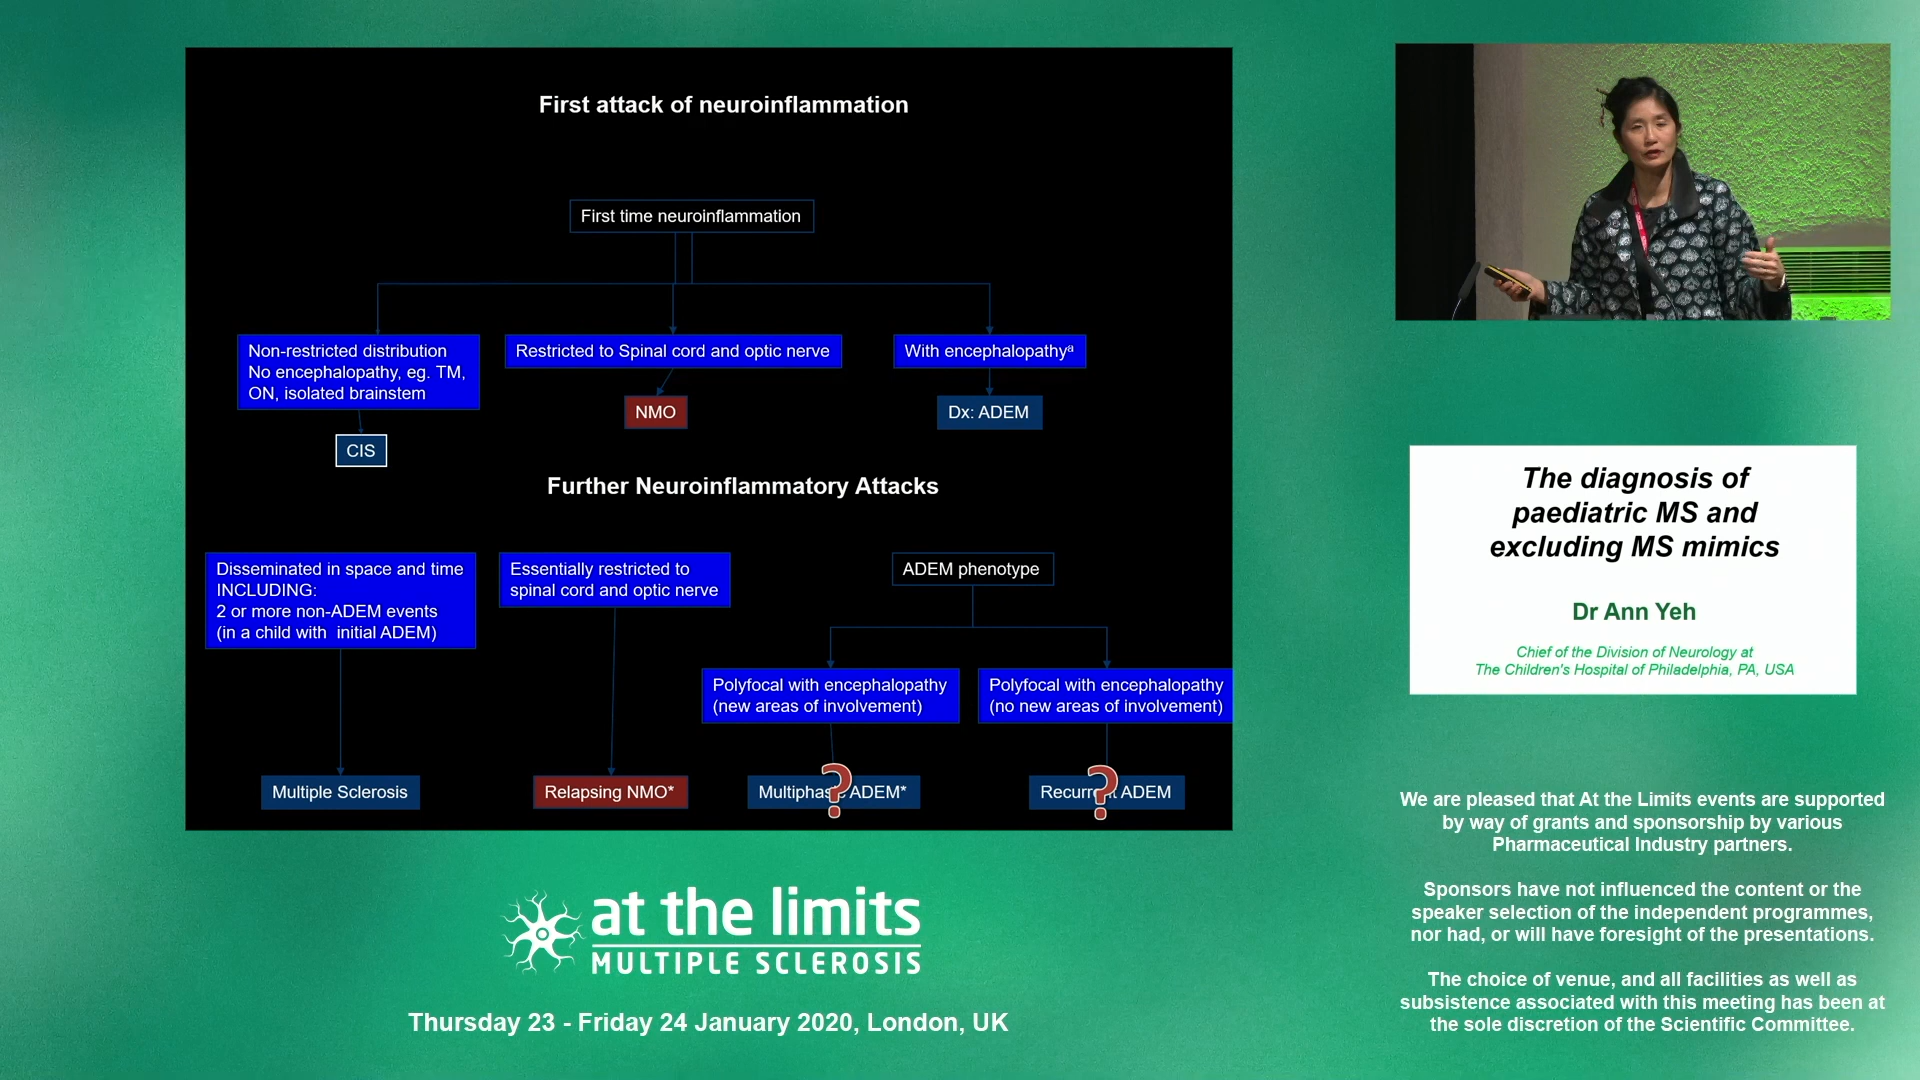 First attack of neuroinflammation
First time neuroinflammation
Non-restricted distribution
No encephalopathy, eg. TM,
ON, isolated brainstem
Restricted to Spinal cord and optic nerve
With encephalopathyᵃ
CIS
NMO
Dx: ADEM
Further Neuroinflammatory Attacks
Disseminated in space and time
INCLUDING:
2 or more non-ADEM events
(in a child with initial ADEM)
Essentially restricted to
spinal cord and optic nerve
ADEM phenotype
Polyfocal with encephalopathy
(new areas of involvement)
Polyfocal with encephalopathy
(no new areas of involvement)
Multiple Sclerosis
Relapsing NMO*
Multiphasic ADEM*
?
Recurrent ADEM
?
at the limits
MULTIPLE SCLEROSIS
Thursday 23 - Friday 24 January 2020, London, UK
The diagnosis of
paediatric MS and
excluding MS mimics
Dr Ann Yeh
Chief of the Division of Neurology at
The Children's Hospital of Philadelphia, PA, USA
We are pleased that At the Limits events are supported
by way of grants and sponsorship by various
Pharmaceutical Industry partners.
Sponsors have not influenced the content or the
speaker selection of the independent programmes,
nor had, or will have foresight of the presentations.
The choice of venue, and all facilities as well as
subsistence associated with this meeting has been at
the sole discretion of the Scientific Committee.